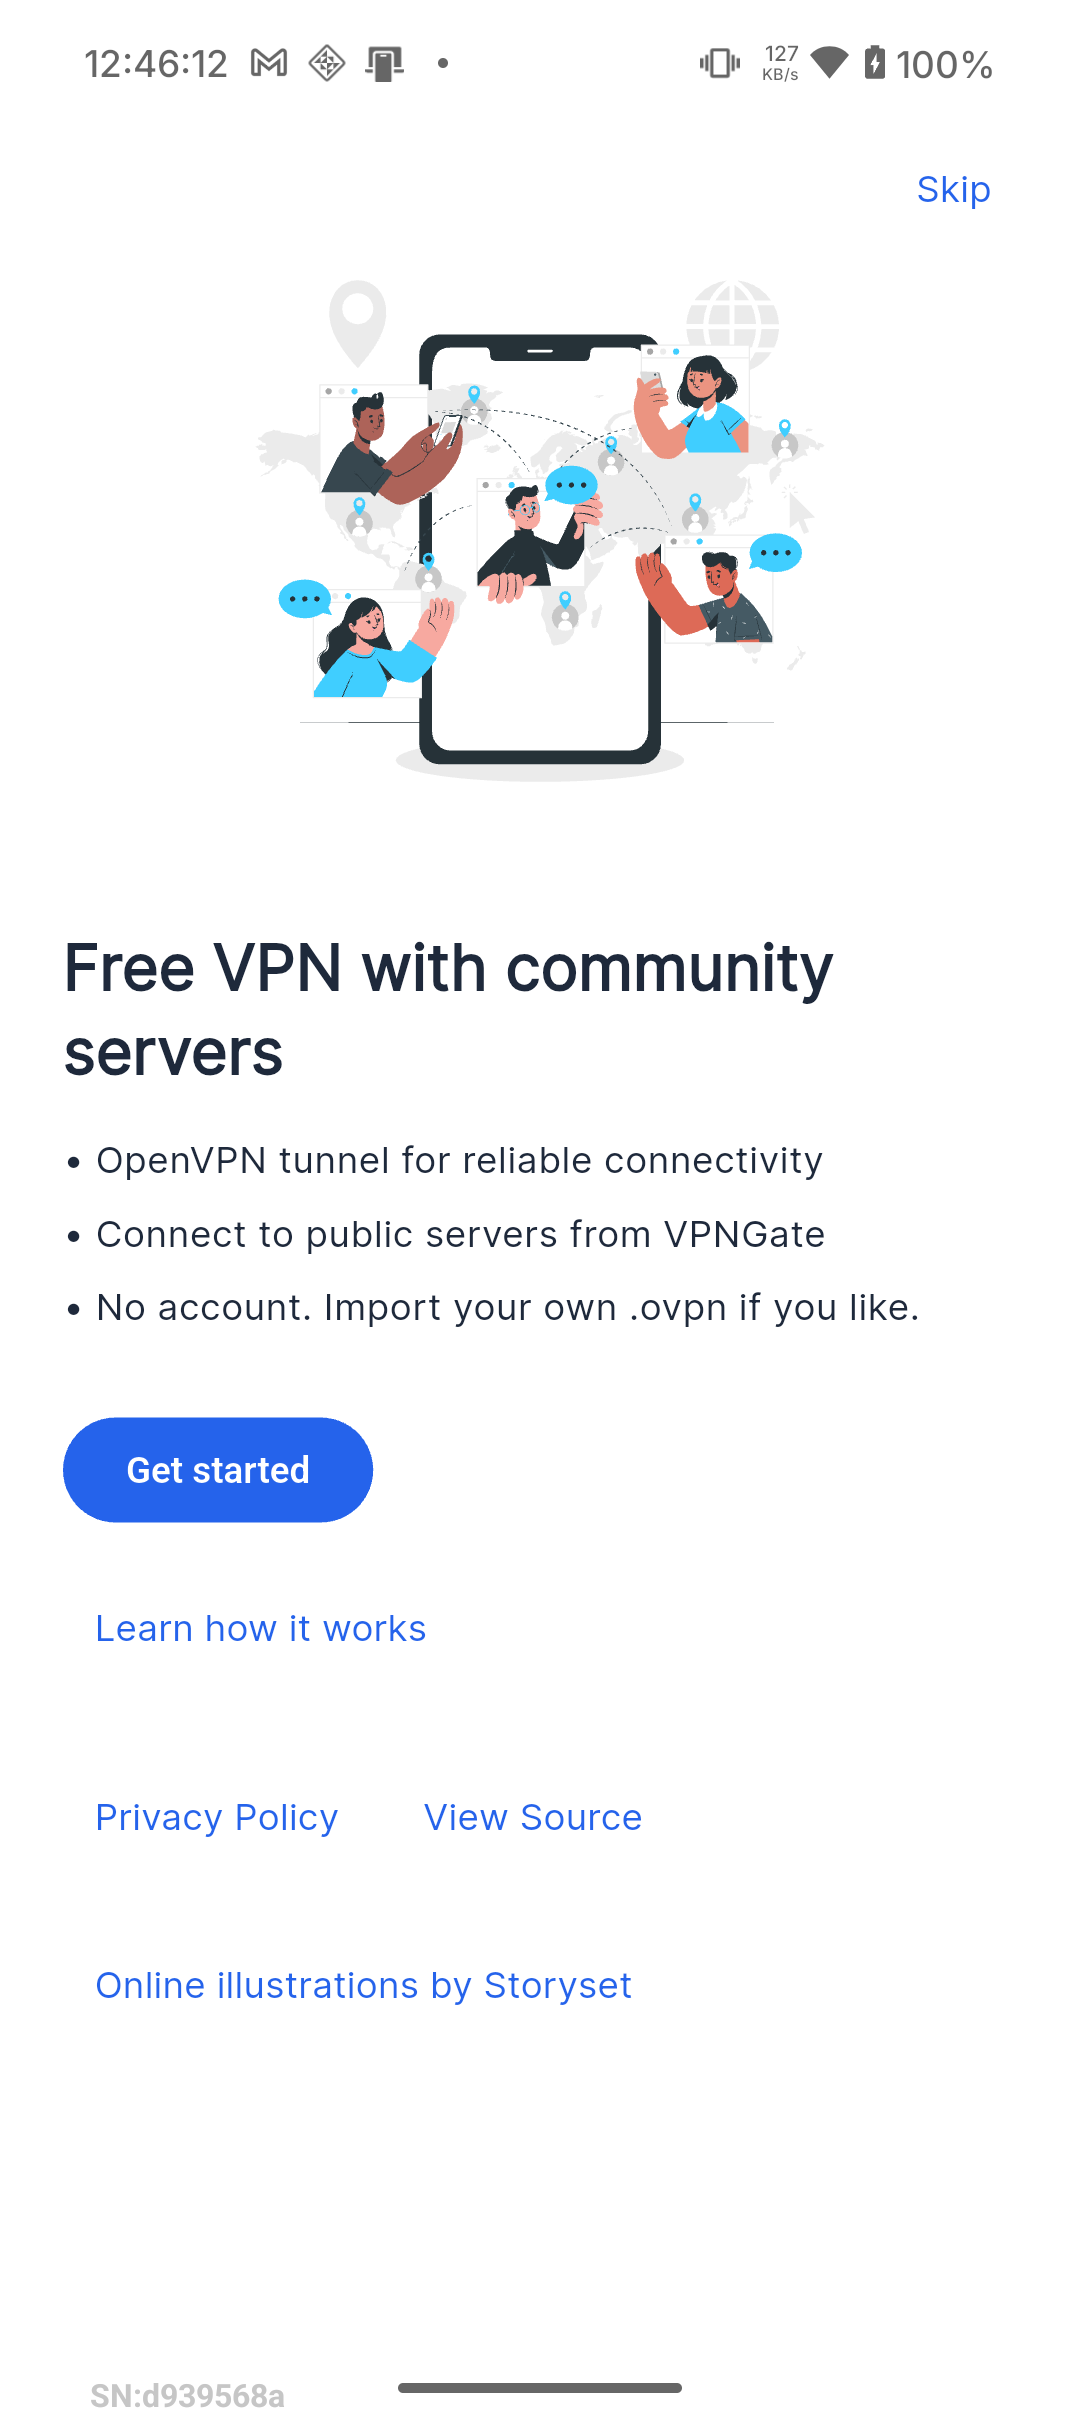 12:46:12
127
KB/s
100%
Skip
Free VPN with community
servers
• OpenVPN tunnel for reliable connectivity
• Connect to public servers from VPNGate
• No account. Import your own .ovpn if you like.
Get started
Learn how it works
Privacy Policy
View Source
Online illustrations by Storyset
SN:d939568a